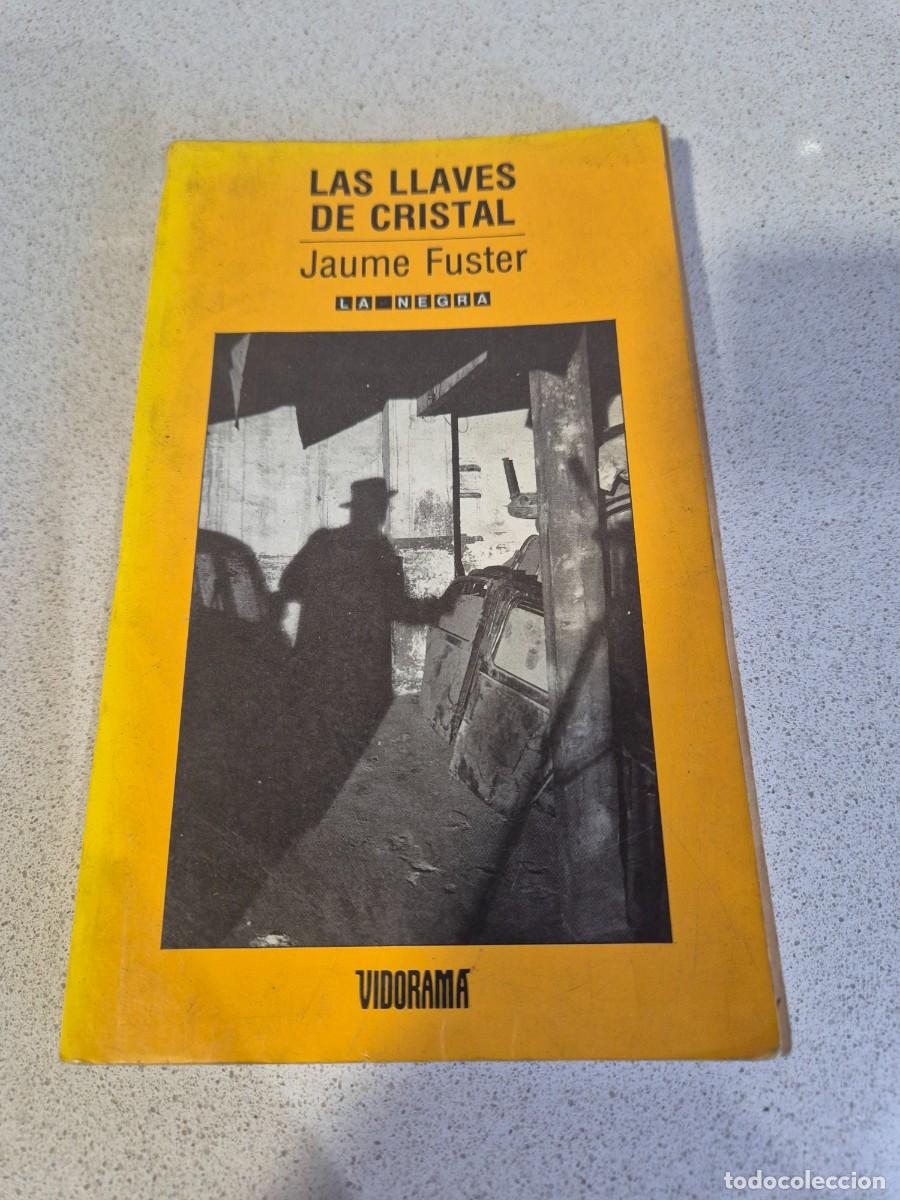 LAS LLAVES
DE CRISTAL
Jaume Fuster
LA NEGRA
VIDORAMA
todocoleccion